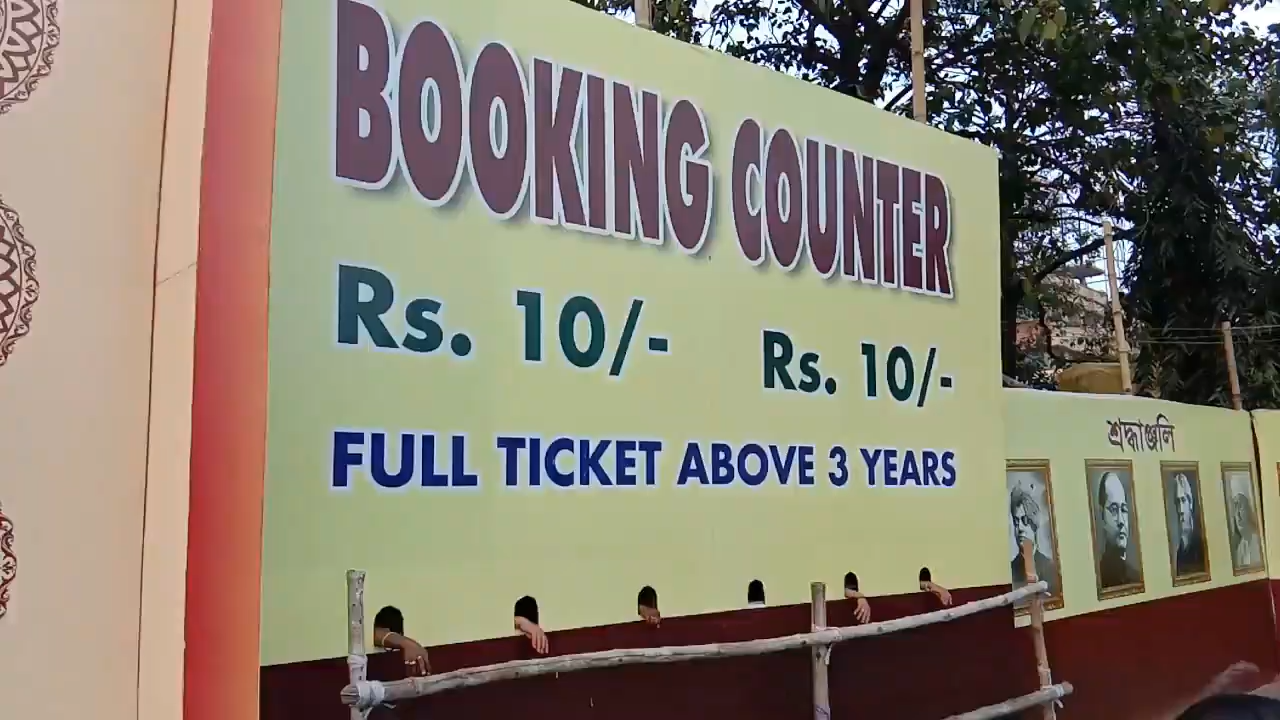 BOOKING COUNTER
Rs. 10/- Rs. 10/-
FULL TICKET ABOVE 3 YEARS
শ্রদ্ধাঞ্জলি